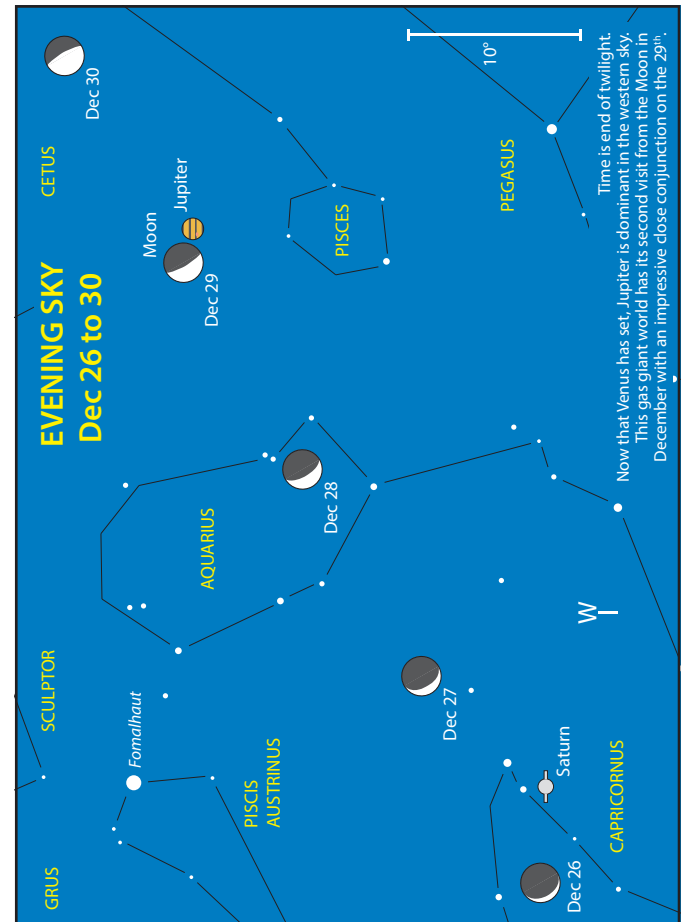 GRUS
SCULPTOR
EVENING SKY
Dec 26 to 30
CETUS
Dec 30
Fomalhaut
Moon
Jupiter
Dec 29
AQUARIUS
PISCIS
AUSTRINUS
Dec 28
PISCES
Dec 27
10°
PEGASUS
Saturn
Dec 26
W
CAPRICORNUS
Time is end of twilight.
Now that Venus has set, Jupiter is dominant in the western sky.
This gas giant world has its second visit from the Moon in
December with an impressive close conjunction on the 29th.